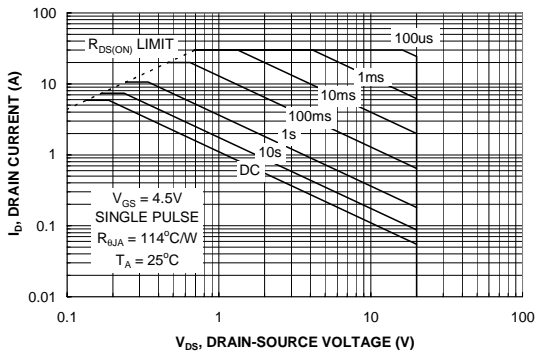 100
R_DS(ON) LIMIT
100us
10
1ms
10ms
100ms
1
1s
10s
DC
V_GS = 4.5V
SINGLE PULSE
R_θJA = 114°C/W
T_A = 25°C
0.1
0.01
0.1 1 10 100
I_D, DRAIN CURRENT (A)
V_DS, DRAIN-SOURCE VOLTAGE (V)